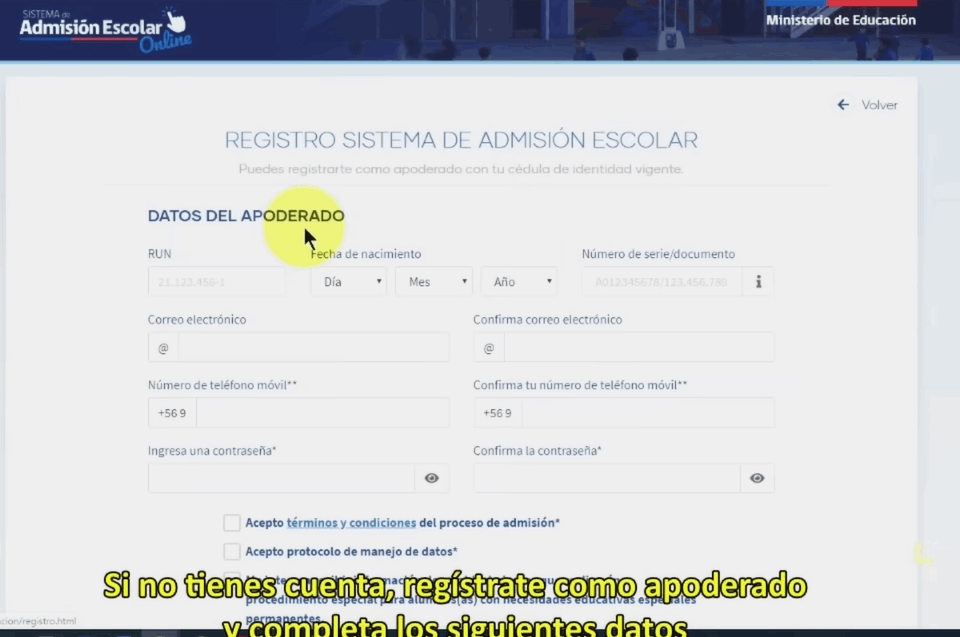 SISTEMA DE
Admisión Escolar
Online
Ministerio de Educación
← Volver
REGISTRO SISTEMA DE ADMISIÓN ESCOLAR
Puedes registrarte como apoderado con tu cédula de identidad vigente.
DATOS DEL APODERADO
RUN Fecha de nacimiento Número de serie/documento
21.123.456-1 Día Mes Año A012345678/123.456.789 i
Correo electrónico Confirma correo electrónico
@ @
Número de teléfono móvil** Confirma tu número de teléfono móvil**
+56 9 +56 9
Ingresa una contraseña* Confirma la contraseña*
Acepto términos y condiciones del proceso de admisión*
Acepto protocolo de manejo de datos*
Si no tienes cuenta, regístrate como apoderado
procedimiento especial para alumnos(as) con necesidades educativas especiales
permanentes
y completa los siguientes datos
cion/registro.html